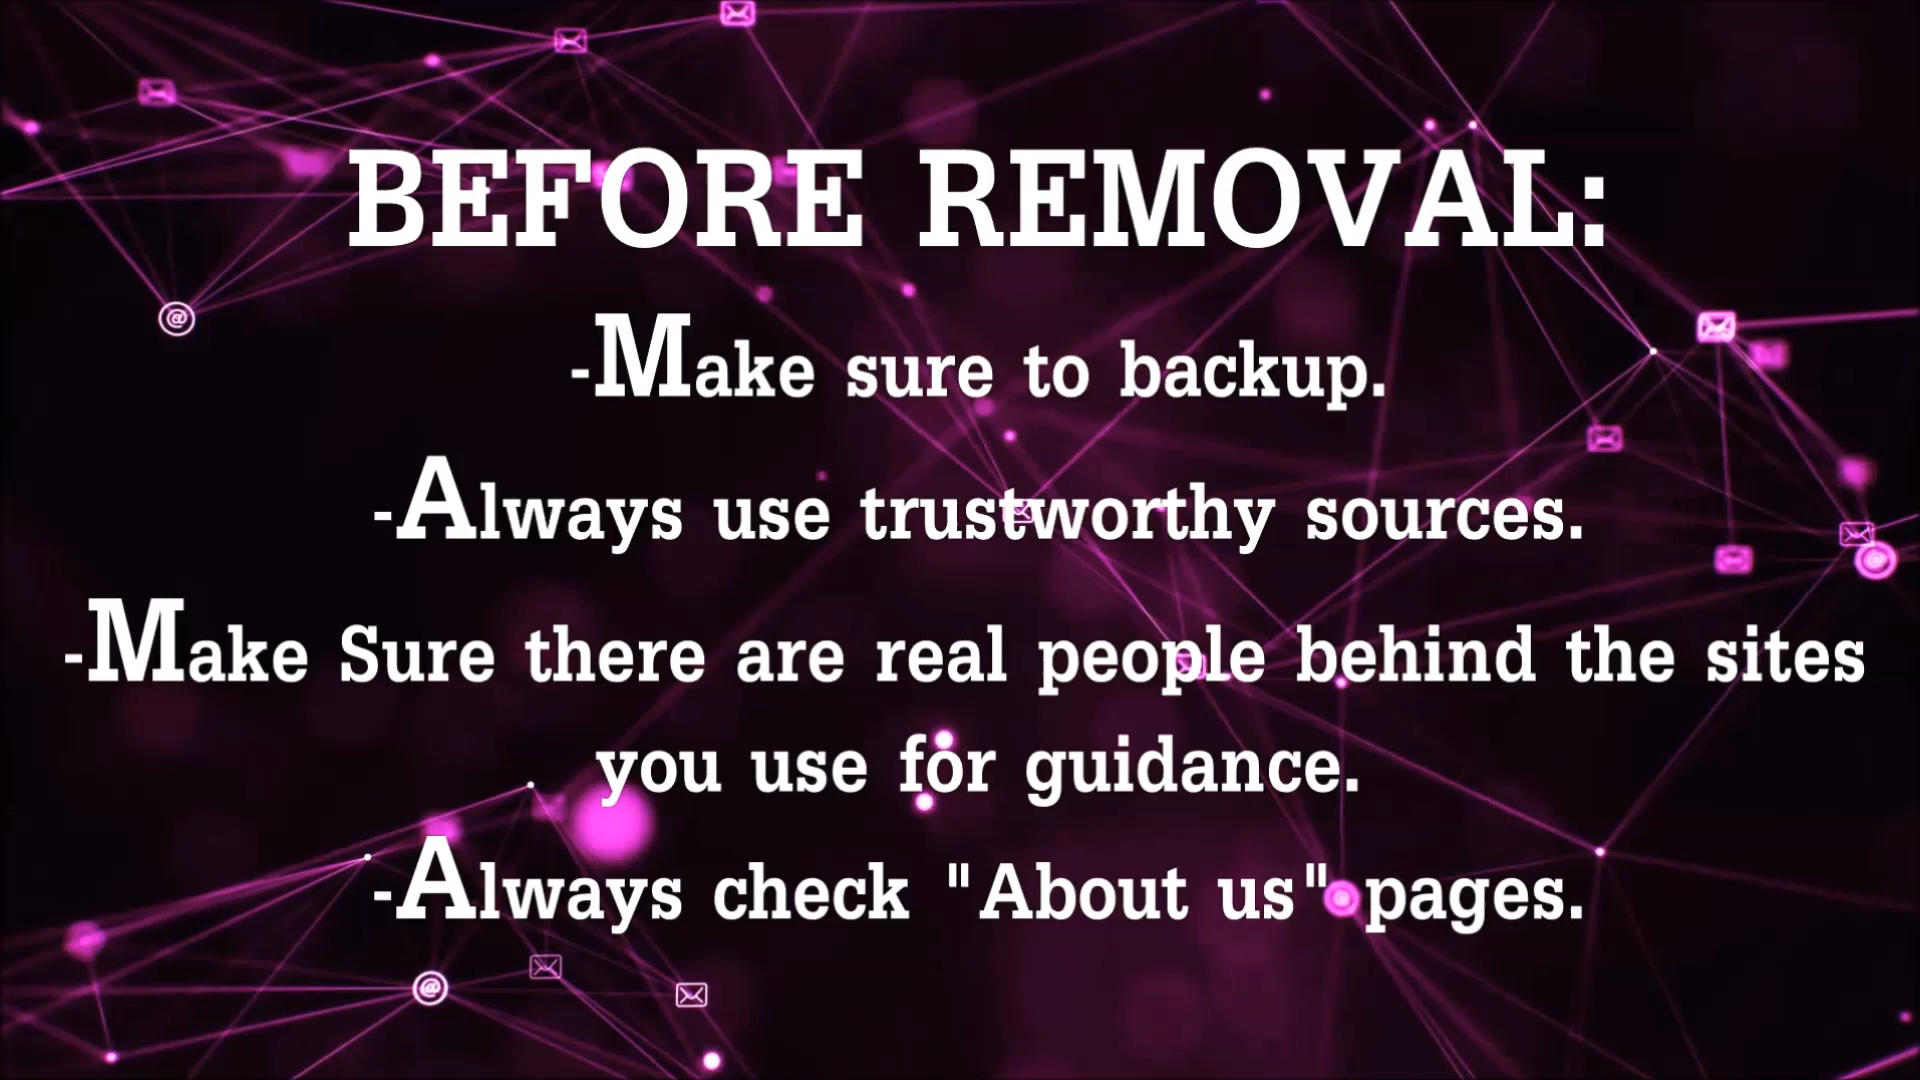 BEFORE REMOVAL:
-Make sure to backup.
-Always use trustworthy sources.
-Make Sure there are real people behind the sites
you use for guidance.
-Always check "About us" pages.